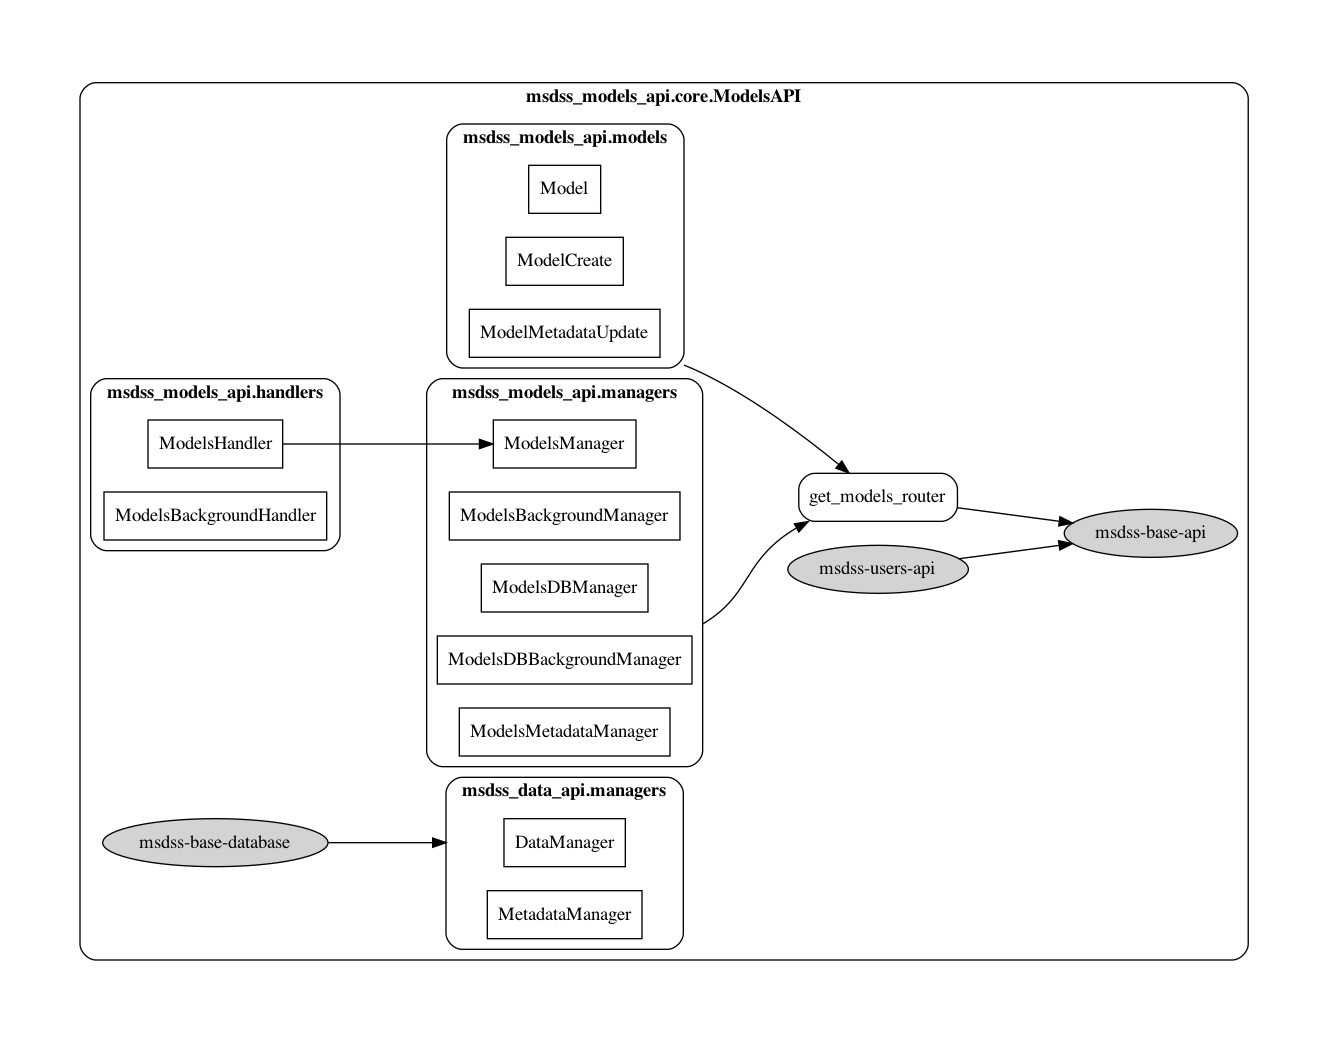 msdss_models_api.core.ModelsAPI
msdss_models_api.models
Model
ModelCreate
ModelMetadataUpdate
msdss_models_api.handlers
ModelsHandler
ModelsBackgroundHandler
msdss_models_api.managers
ModelsManager
ModelsBackgroundManager
ModelsDBManager
ModelsDBBackgroundManager
ModelsMetadataManager
get_models_router
msdss-users-api
msdss-base-api
msdss-base-database
msdss_data_api.managers
DataManager
MetadataManager